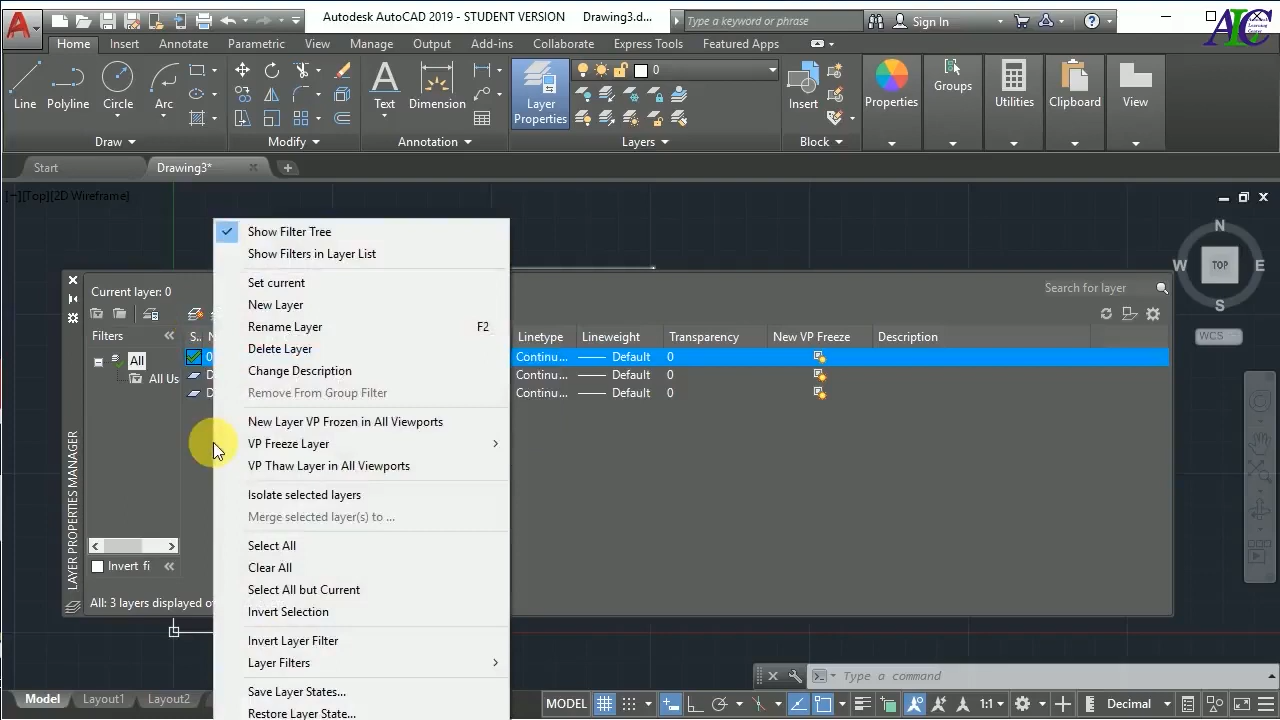 Autodesk AutoCAD 2019 - STUDENT VERSION Drawing3.d...
Type a keyword or phrase
Sign In
AIC
A
Home Insert Annotate Parametric View Manage Output Add-ins Collaborate Express Tools Featured Apps
0
Line Polyline Circle Arc
Text Dimension
Layer
Properties
Insert
Properties
Groups
Utilities
Clipboard
View
Draw Modify Annotation Layers Block
Start Drawing3*
[−][Top][2D Wireframe]
N
W TOP E
S
WCS
Show Filter Tree
Show Filters in Layer List
Set current
New Layer
Rename Layer F2
Delete Layer
Change Description
Remove From Group Filter
New Layer VP Frozen in All Viewports
VP Freeze Layer
VP Thaw Layer in All Viewports
Isolate selected layers
Merge selected layer(s) to ...
Select All
Clear All
Select All but Current
Invert Selection
Invert Layer Filter
Layer Filters
Save Layer States...
Restore Layer State...
Current layer: 0
Search for layer
Filters
S.. N
Linetype Lineweight Transparency New VP Freeze Description
All
All Us
0 Continu... Default 0
D Continu... Default 0
D Continu... Default 0
Invert fi
All: 3 layers displayed o
LAYER PROPERTIES MANAGER
Type a command
Model Layout1 Layout2
MODEL
1:1
Decimal